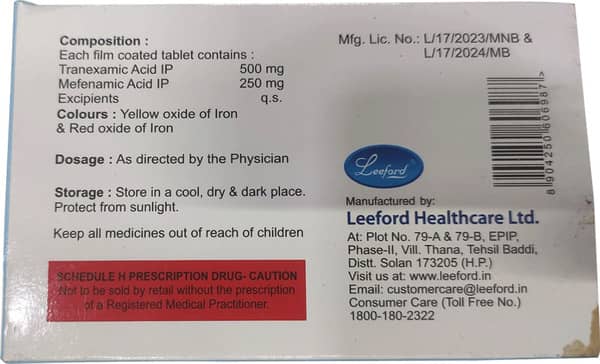 Composition :
Each film coated tablet contains :
Tranexamic Acid IP 500 mg
Mefenamic Acid IP 250 mg
Excipients q.s.
Colours : Yellow oxide of Iron
& Red oxide of Iron
Dosage : As directed by the Physician
Storage : Store in a cool, dry & dark place.
Protect from sunlight.
Keep all medicines out of reach of children
SCHEDULE H PRESCRIPTION DRUG- CAUTION
Not to be sold by retail without the prescription
of a Registered Medical Practitioner.
Mfg. Lic. No.: L/17/2023/MNB &
L/17/2024/MB
8 904250 606987>
Leeford
Manufactured by:
Leeford Healthcare Ltd.
At: Plot No. 79-A & 79-B, EPIP,
Phase-II, Vill. Thana, Tehsil Baddi,
Distt. Solan 173205 (H.P.)
Visit us at: www.leeford.in
Email: customercare@leeford.in
Consumer Care (Toll Free No.)
1800-180-2322